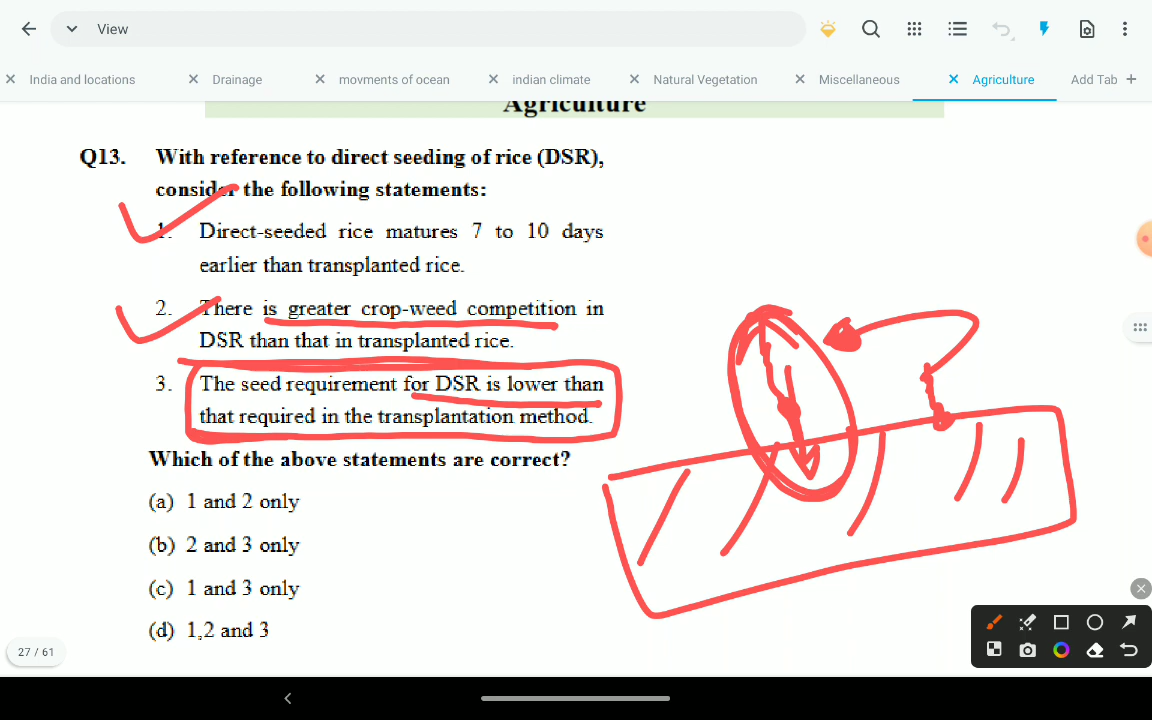 View
India and locations
Drainage
movments of ocean
indian climate
Natural Vegetation
Miscellaneous
Agriculture
Add Tab
Agriculture
Q13. With reference to direct seeding of rice (DSR),
consider the following statements:
1. Direct-seeded rice matures 7 to 10 days
earlier than transplanted rice.
2. There is greater crop-weed competition in
DSR than that in transplanted rice.
3. The seed requirement for DSR is lower than
that required in the transplantation method.
Which of the above statements are correct?
(a) 1 and 2 only
(b) 2 and 3 only
(c) 1 and 3 only
(d) 1,2 and 3
27 / 61